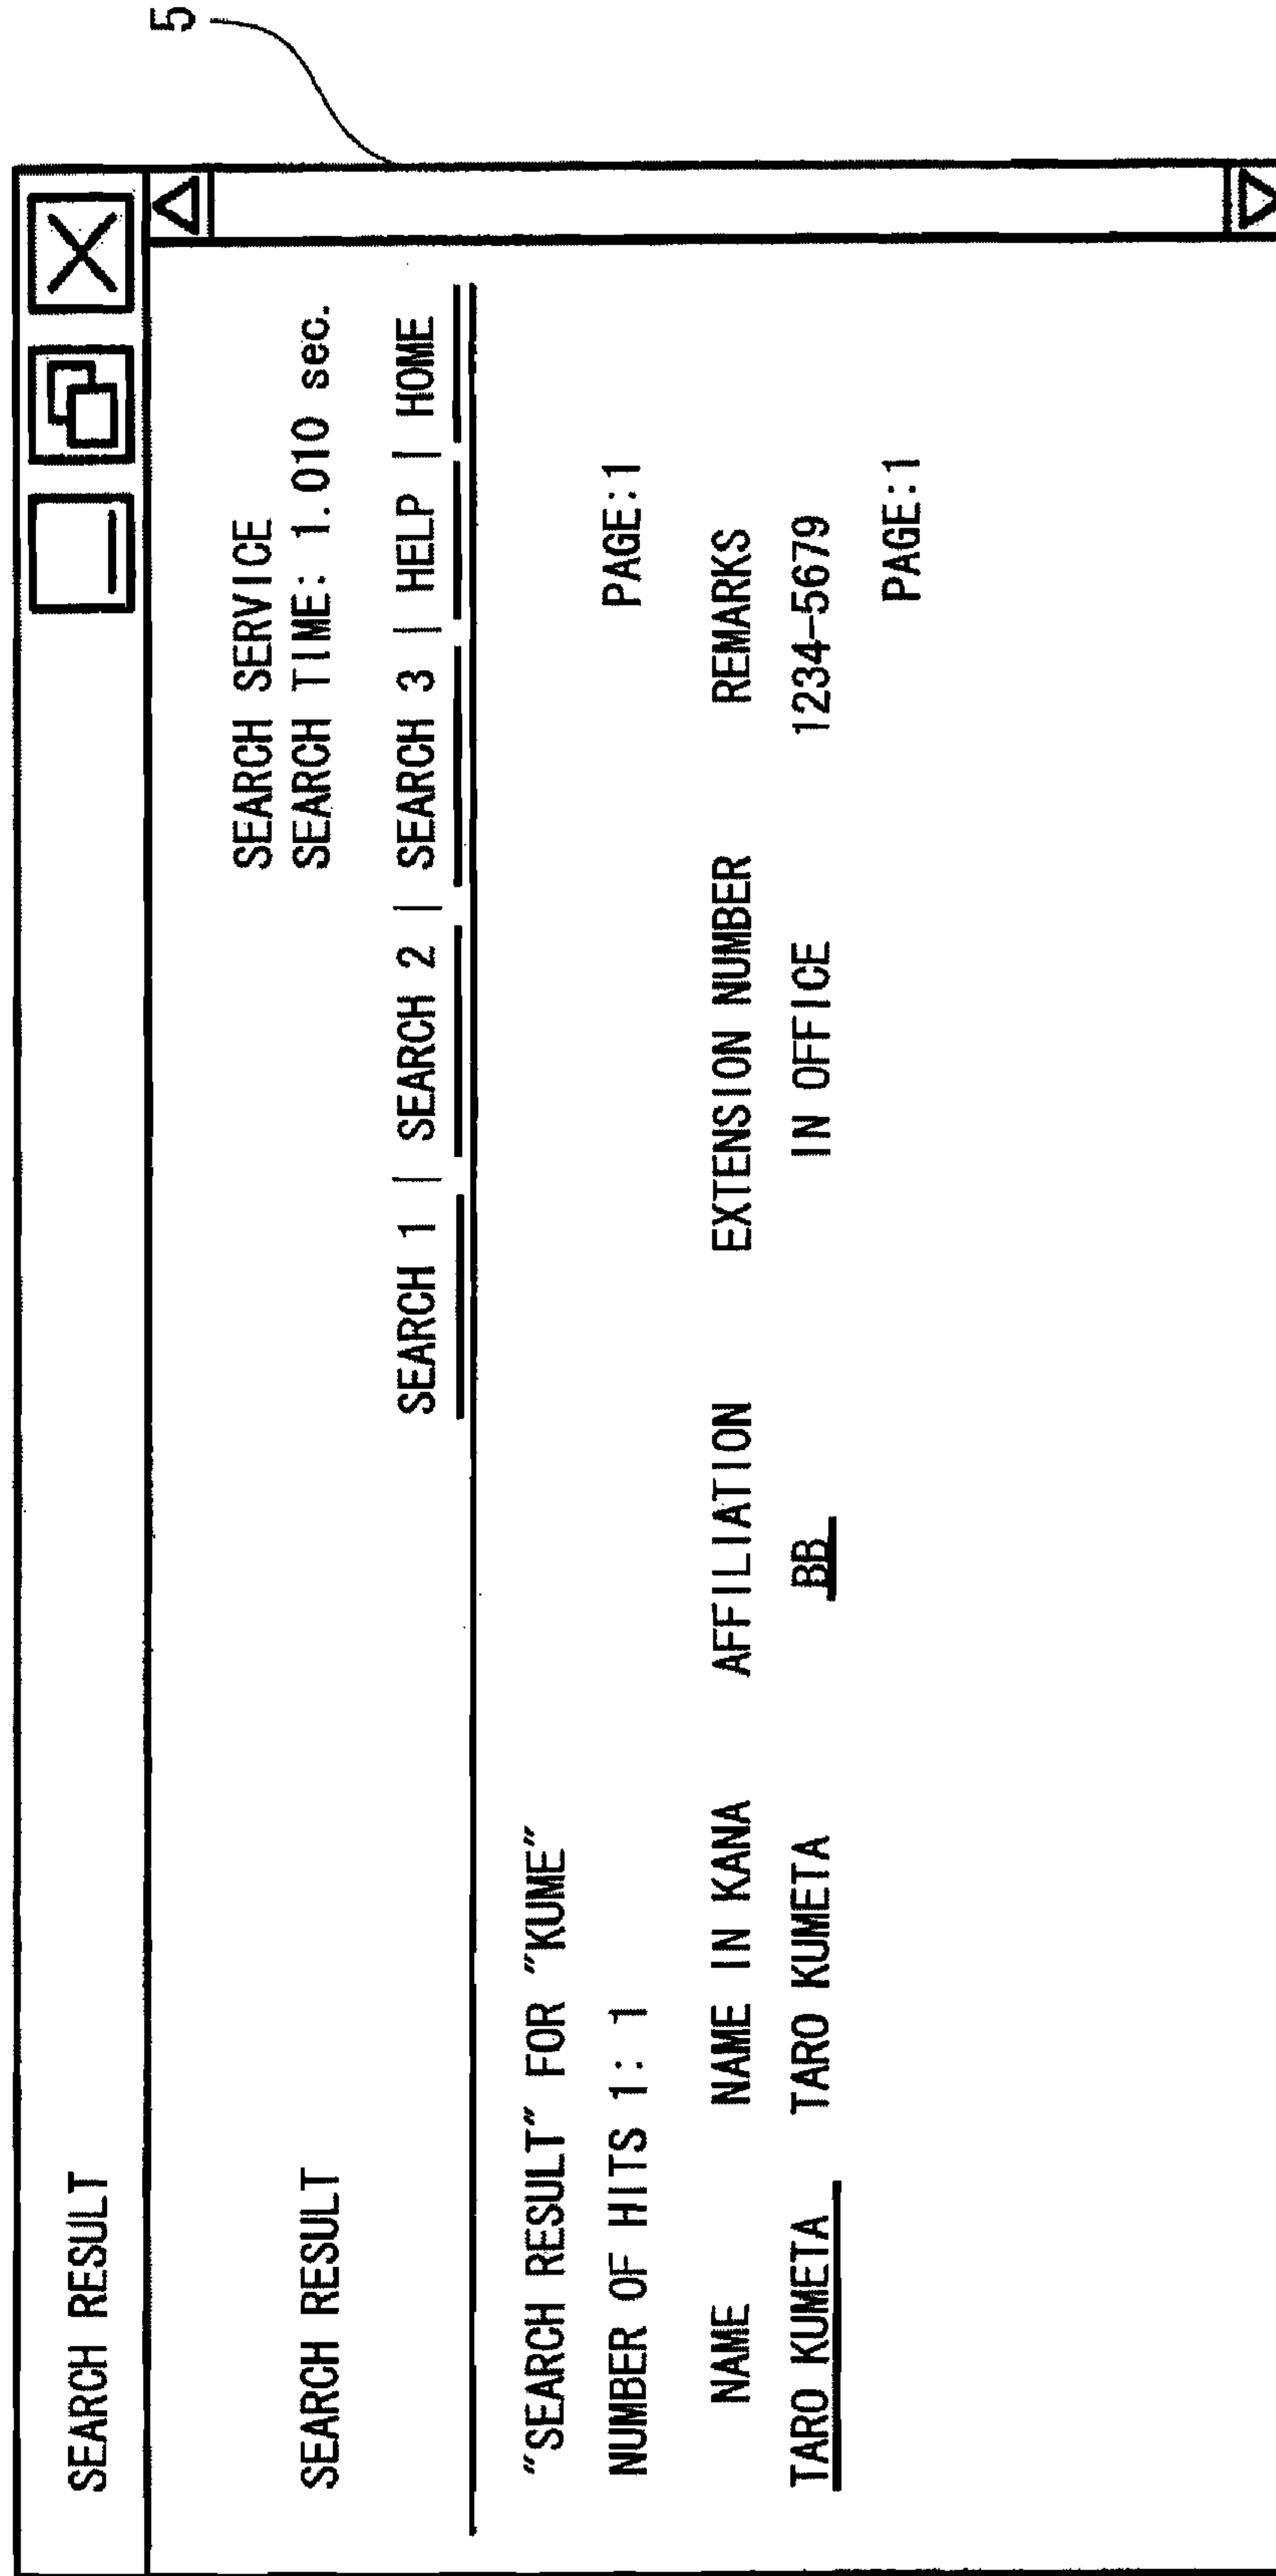 5
SEARCH RESULT
SEARCH SERVICE
SEARCH RESULT SEARCH TIME: 1.010 sec.
SEARCH 1 | SEARCH 2 | SEARCH 3 | HELP | HOME
"SEARCH RESULT" FOR "KUME"
NUMBER OF HITS 1: 1 PAGE:1
NAME NAME IN KANA AFFILIATION EXTENSION NUMBER REMARKS
TARO KUMETA TARO KUMETA BB IN OFFICE 1234-5679
PAGE:1